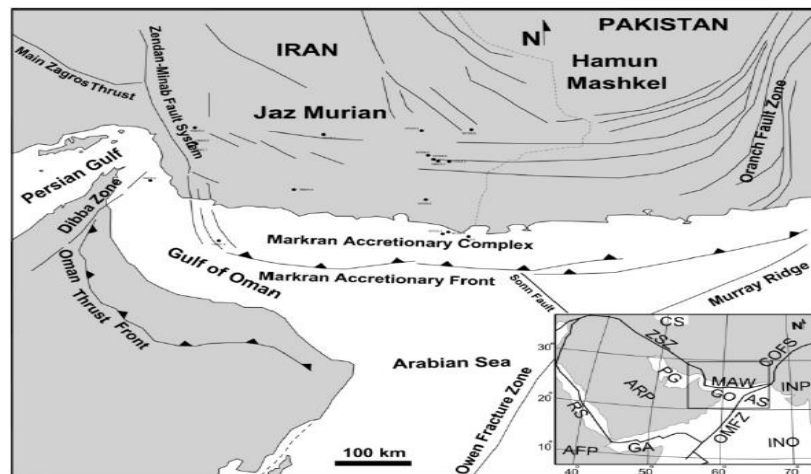 PAKISTAN
IRAN
N
Hamun
Mashkel
Main Zagros Thrust
Zendan-Minab Fault System
Jaz Murian
Oranch Fault Zone
Persian Gulf
Dibba Zone
Markran Accretionary Complex
Gulf of Oman
Markran Accretionary Front
Oman Thrust Front
Sonn Fault
Murray Ridge
Arabian Sea
Owen Fracture Zone
100 km
CS
N
30°
ZSZ
GOFS
PG
MAW
20°
ARP
GO
AS
INP
RS
OMFZ
10°
AFP
GA
INO
40°
50°
60°
70°